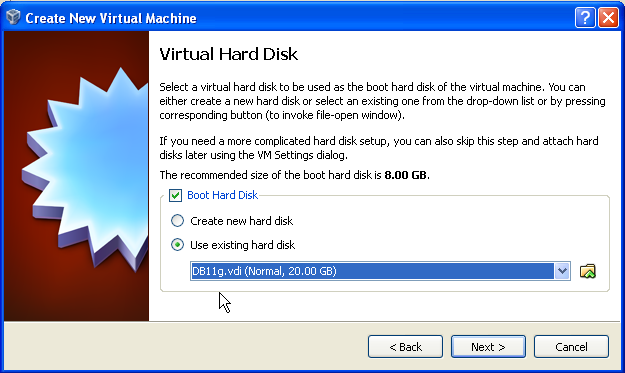 Create New Virtual Machine
Virtual Hard Disk
Select a virtual hard disk to be used as the boot hard disk of the virtual machine. You can
either create a new hard disk or select an existing one from the drop-down list or by pressing
corresponding button (to invoke file-open window).
If you need a more complicated hard disk setup, you can also skip this step and attach hard
disks later using the VM Settings dialog.
The recommended size of the boot hard disk is 8.00 GB.
Boot Hard Disk
Create new hard disk
Use existing hard disk
DB11g.vdi (Normal, 20.00 GB)
< Back Next > Cancel